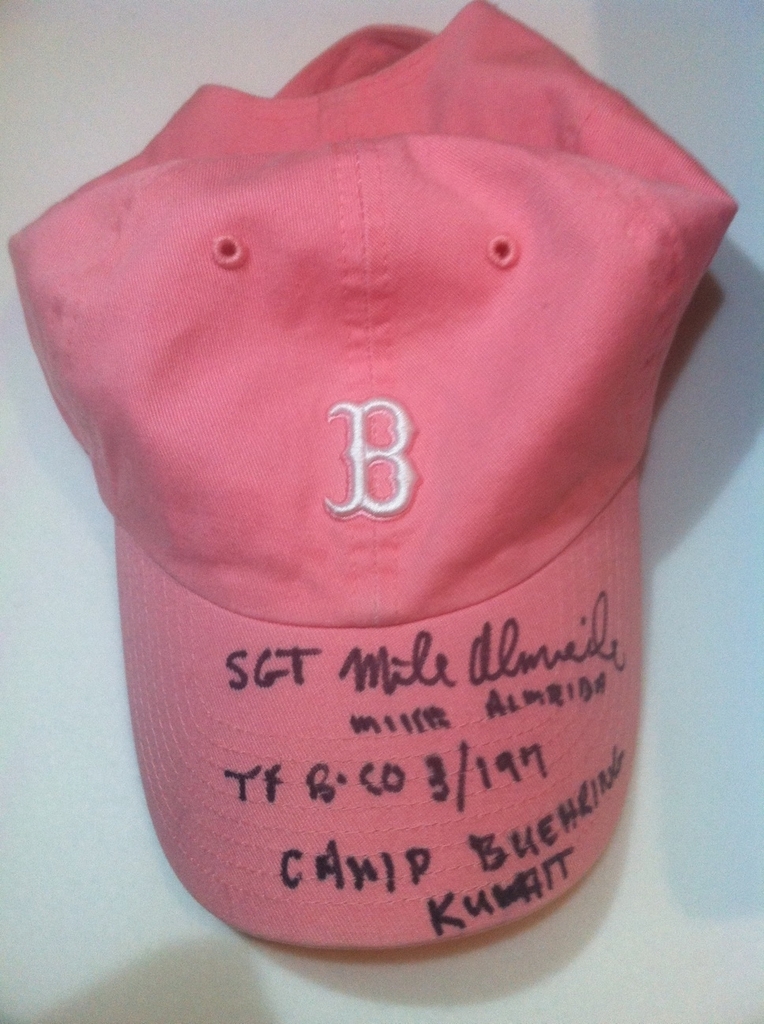 B
SGT Mike Almeida
MIKE ALMEIDA
TF B-CO 3/197
CAMP BUEHRING
KUWAIT